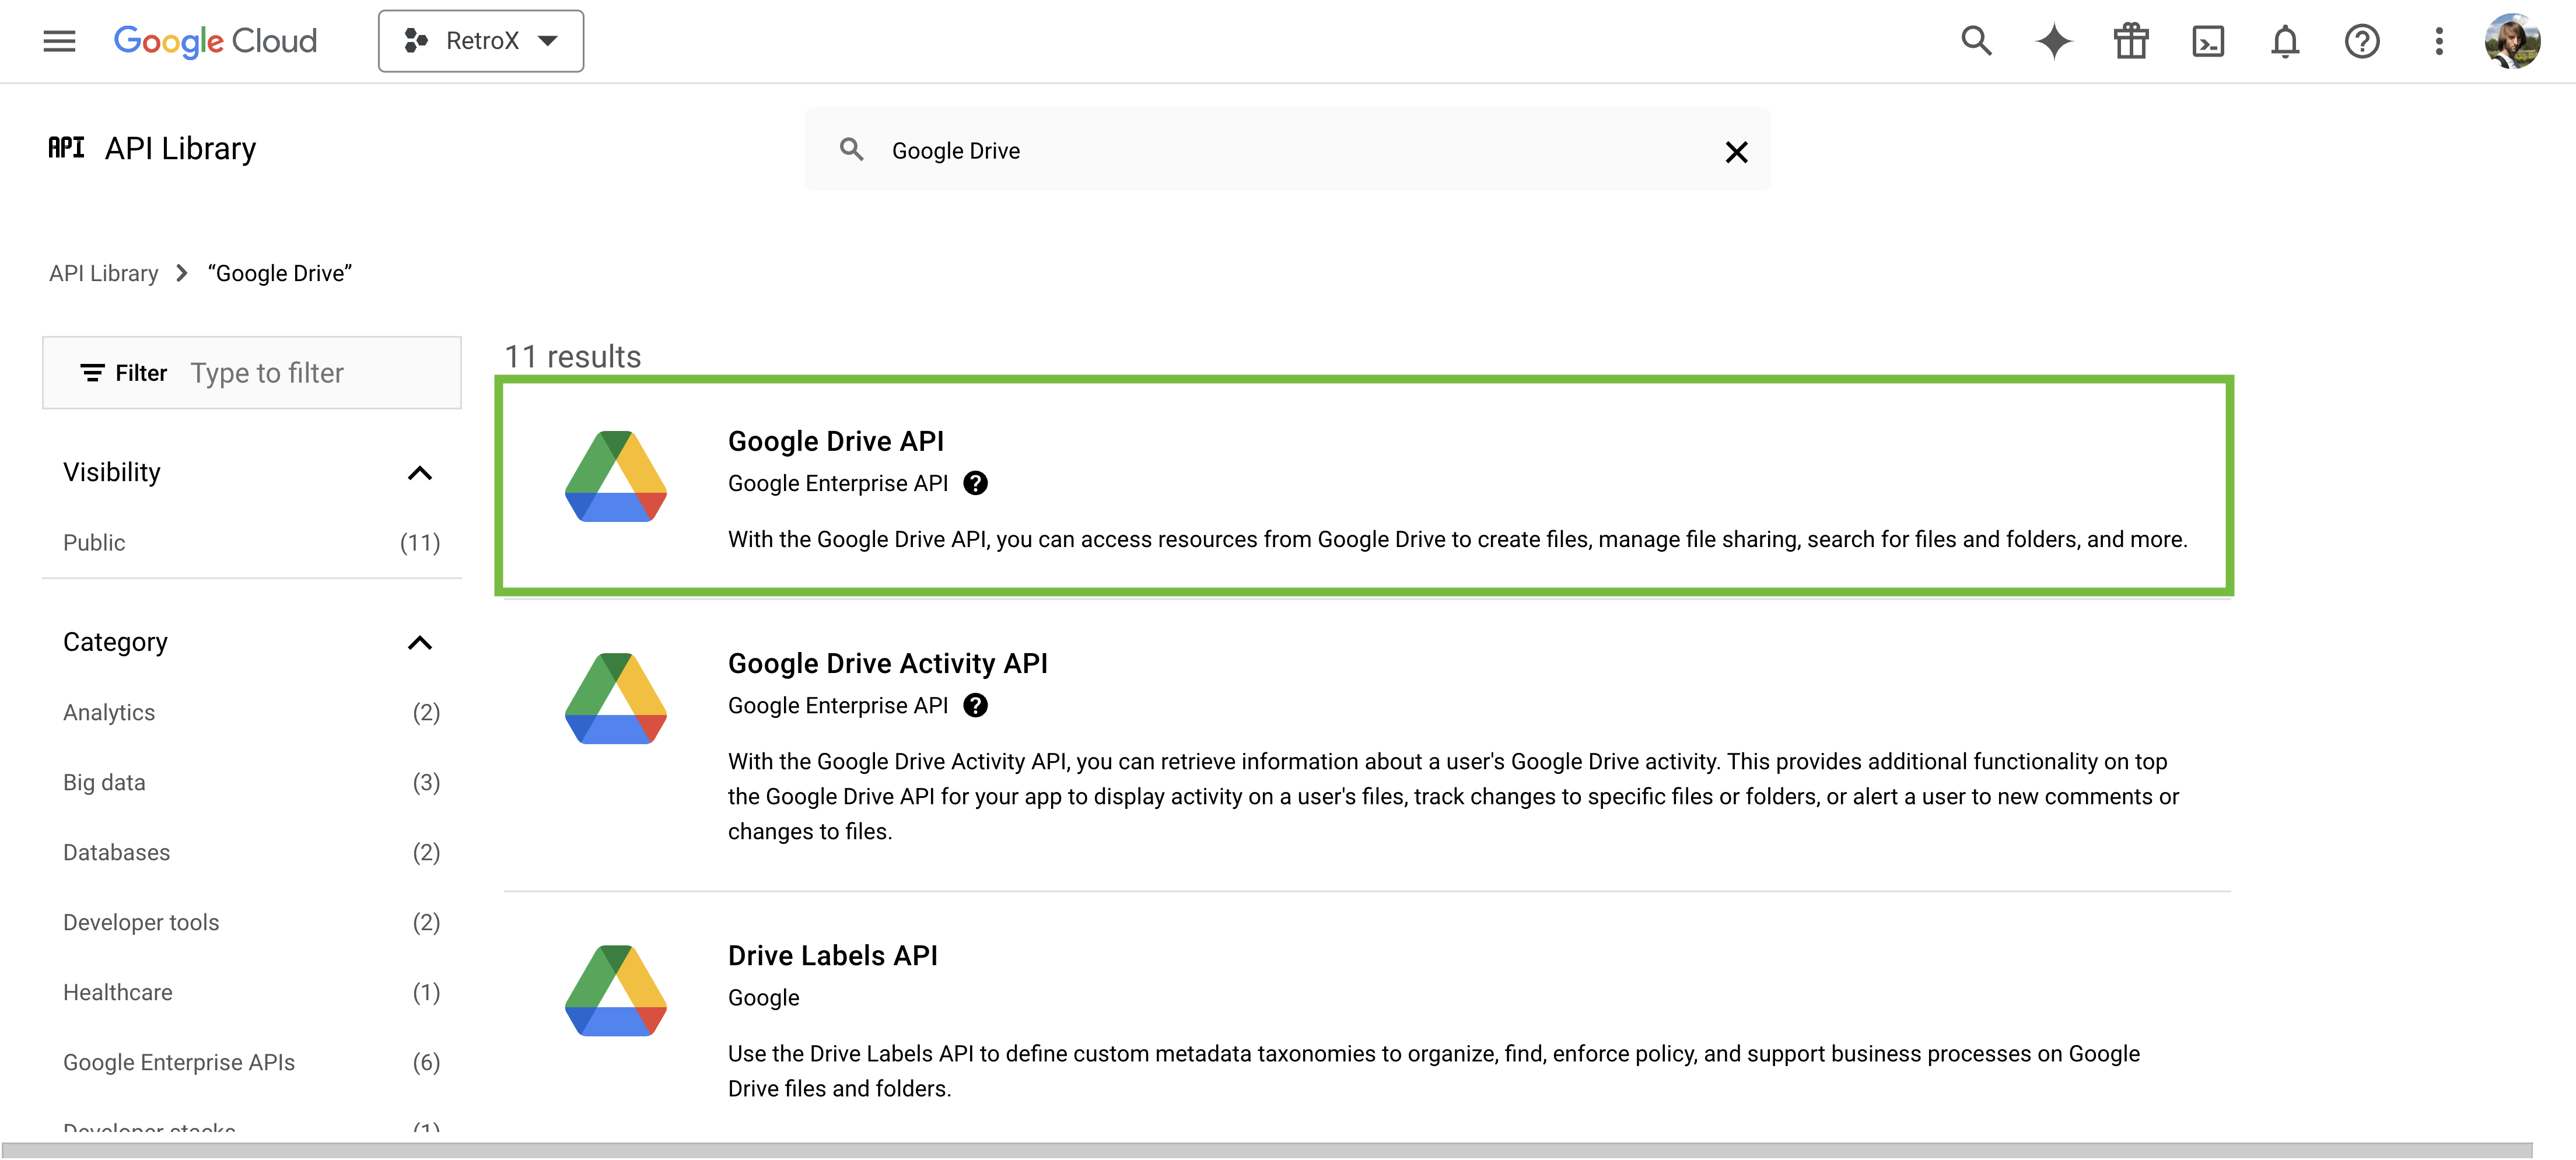 Google Cloud
RetroX
API API Library
Google Drive
API Library
“Google Drive”
Filter Type to filter
Visibility
Public (11)
Category
Analytics (2)
Big data (3)
Databases (2)
Developer tools (2)
Healthcare (1)
Google Enterprise APIs (6)
Developer stacks (1)
11 results
Google Drive API
Google Enterprise API
With the Google Drive API, you can access resources from Google Drive to create files, manage file sharing, search for files and folders, and more.
Google Drive Activity API
Google Enterprise API
With the Google Drive Activity API, you can retrieve information about a user's Google Drive activity. This provides additional functionality on top
the Google Drive API for your app to display activity on a user's files, track changes to specific files or folders, or alert a user to new comments or
changes to files.
Drive Labels API
Google
Use the Drive Labels API to define custom metadata taxonomies to organize, find, enforce policy, and support business processes on Google
Drive files and folders.